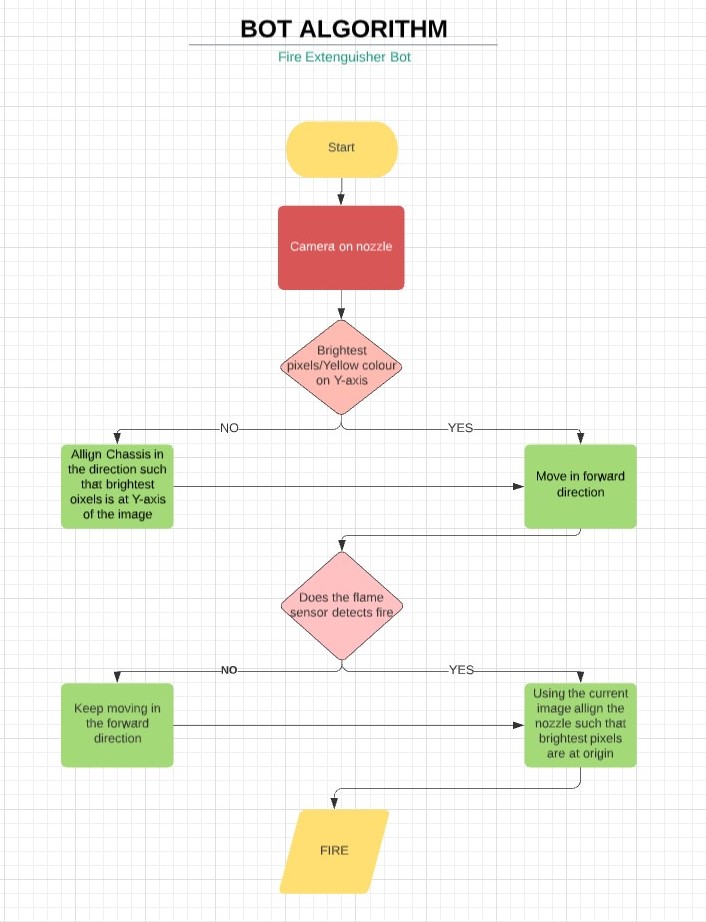 BOT ALGORITHM
Fire Extinguisher Bot
Start
Camera on nozzle
Brightest
pixels/Yellow colour
on Y-axis
NO
YES
Allign Chassis in
the direction such
that brightest
oixels is at Y-axis
of the image
Move in forward
direction
Does the flame
sensor detects fire
NO
YES
Keep moving in
the forward
direction
Using the current
image allign the
nozzle such that
brightest pixels
are at origin
FIRE